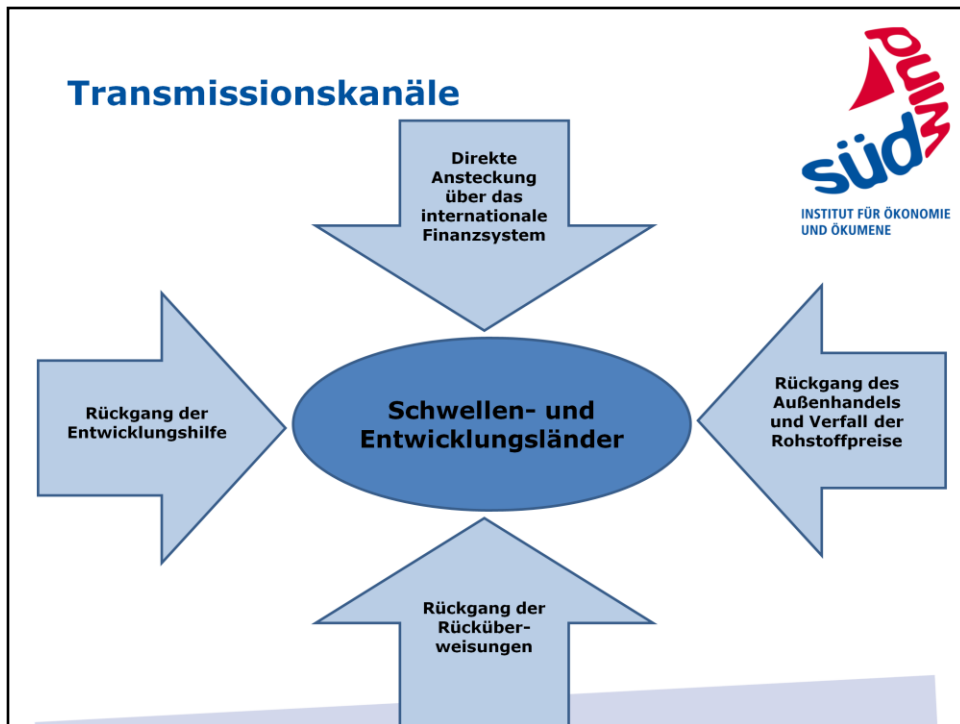 Transmissionskanäle
südwind
INSTITUT FÜR ÖKONOMIE
UND ÖKUMENE
Direkte
Ansteckung
über das
internationale
Finanzsystem
Rückgang der
Entwicklungshilfe
Schwellen- und
Entwicklungsländer
Rückgang des
Außenhandels
und Verfall der
Rohstoffpreise
Rückgang der
Rücküber-
weisungen